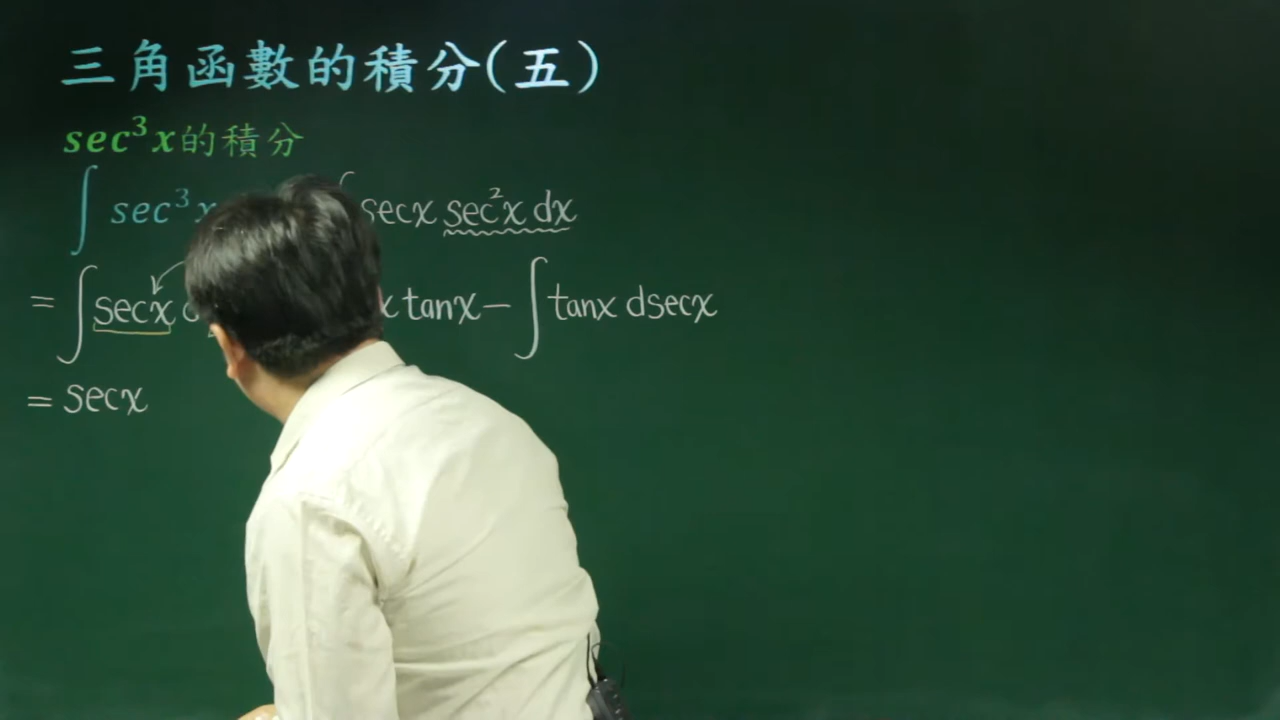 三角函數的積分(五)
sec³x的積分
∫ sec³x ∫ secx sec²x dx
= ∫ secx d x tanx − ∫ tanx dsecx
= secx